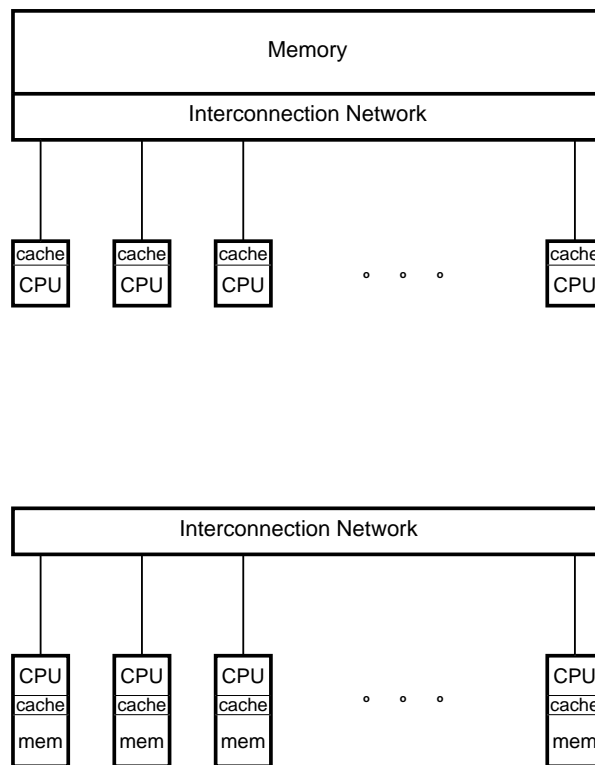 Memory
Interconnection Network
cache cache cache cache
CPU CPU CPU CPU
Interconnection Network
CPU CPU CPU CPU
cache cache cache cache
mem mem mem mem